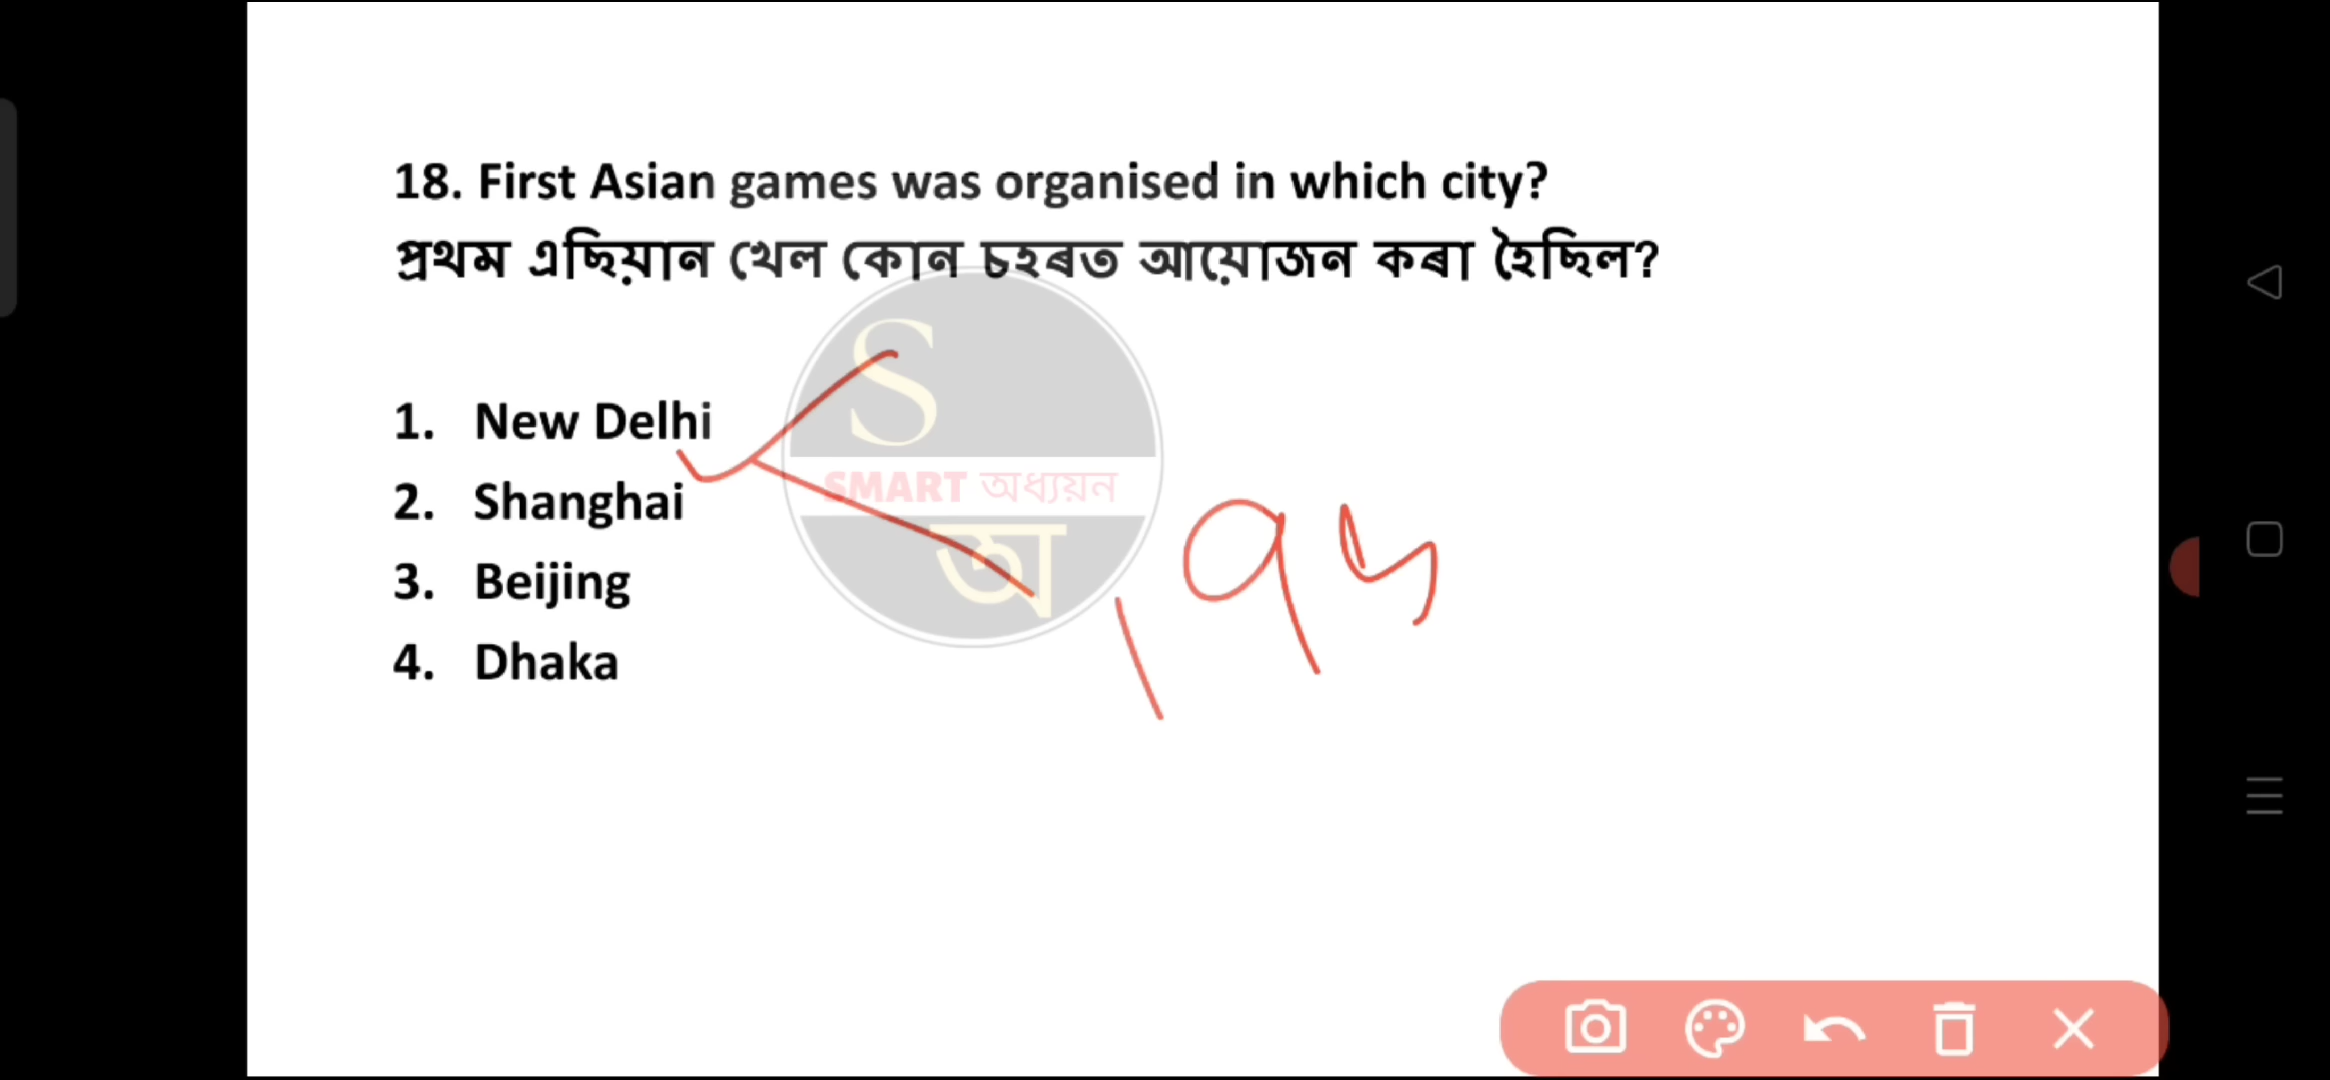 18. First Asian games was organised in which city?
প্ৰথম এছিয়ান খেল কোন চহৰত আয়োজন কৰা হৈছিল?
S
1. New Delhi
SMART অধ্যয়ন
2. Shanghai
অ
195
3. Beijing
4. Dhaka